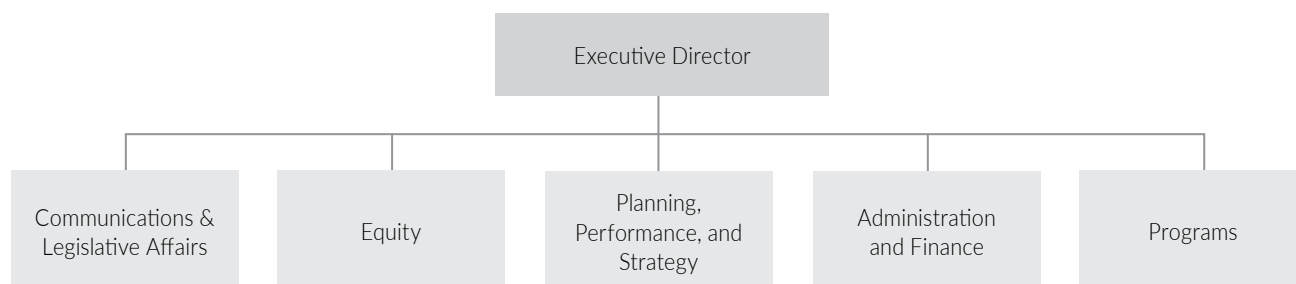 Executive Director
Communications &
Legislative Affairs
Equity
Planning,
Performance, and
Strategy
Administration
and Finance
Programs